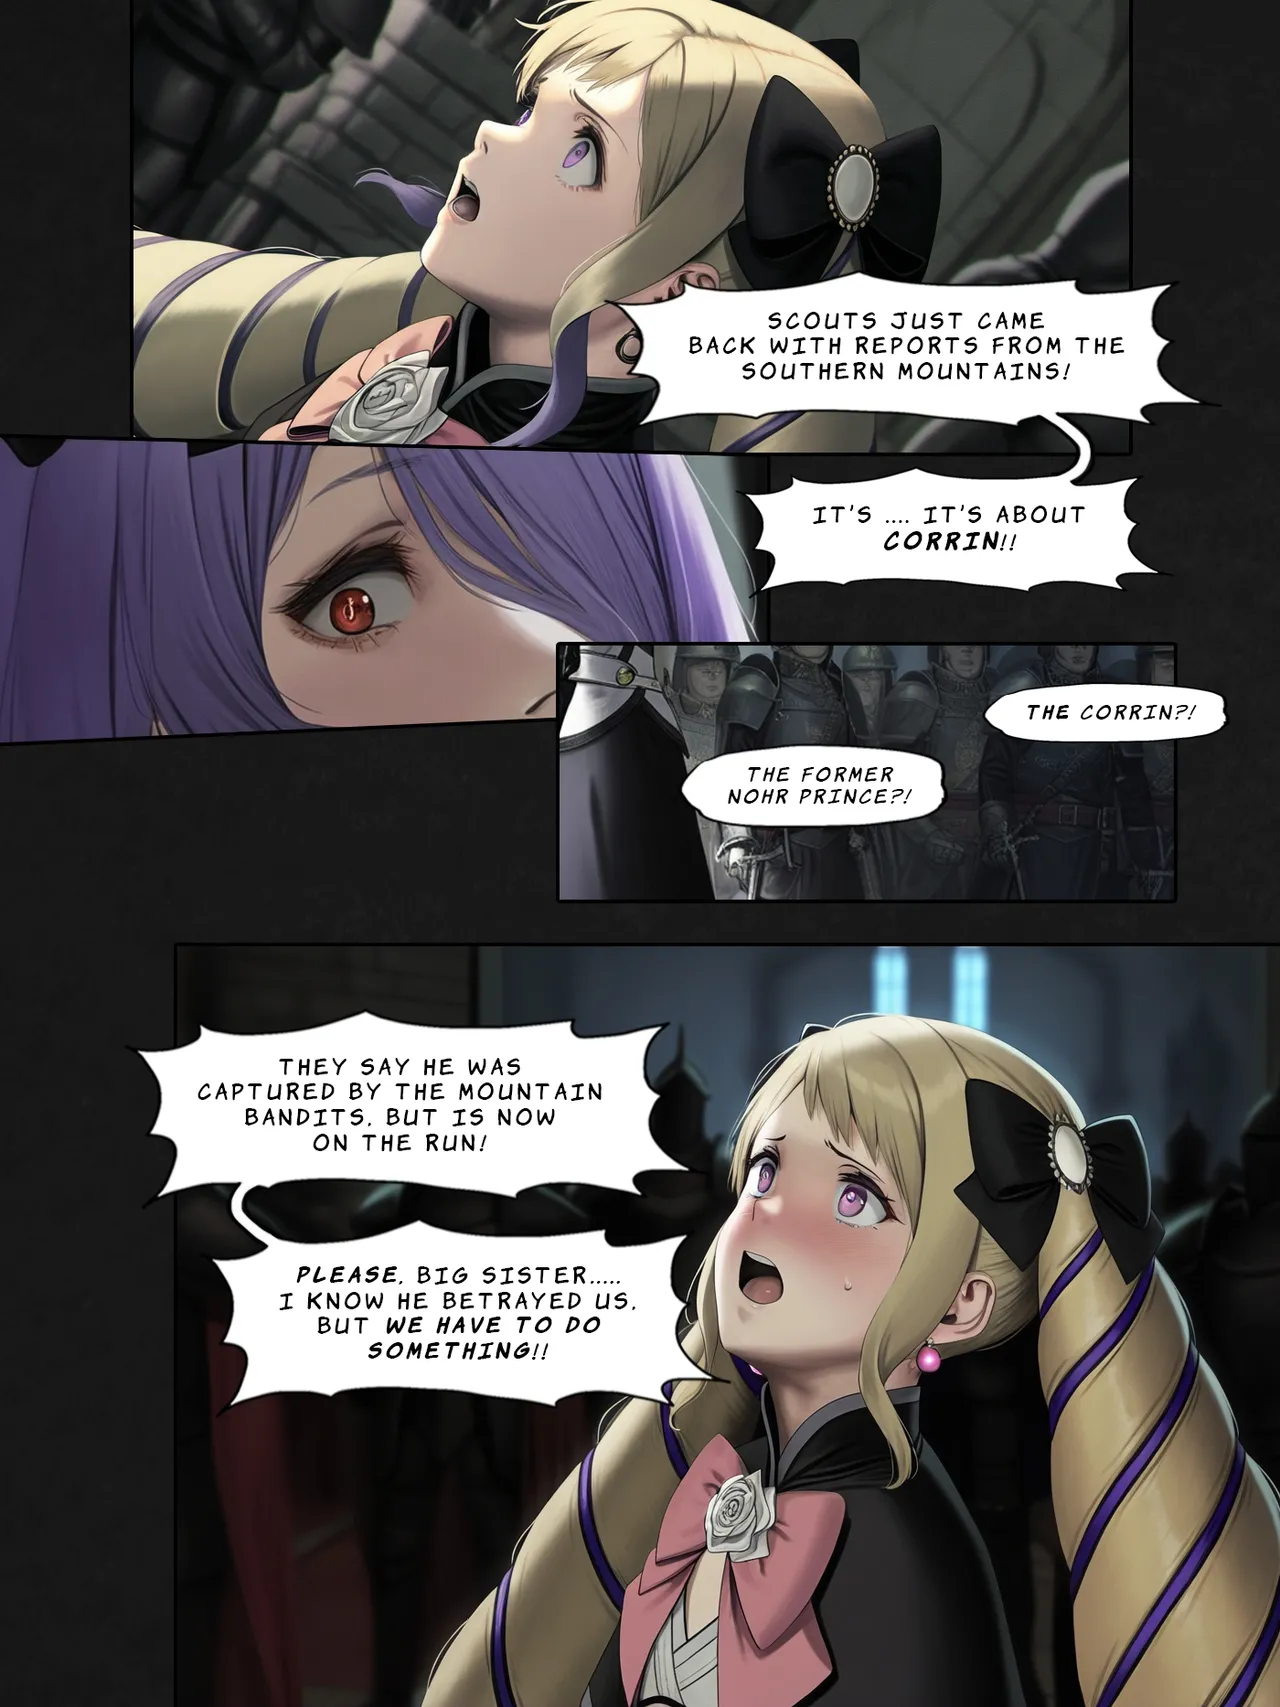 SCOUTS JUST CAME
BACK WITH REPORTS FROM THE
SOUTHERN MOUNTAINS!
IT'S .... IT'S ABOUT
CORRIN!!
THE CORRIN?!
THE FORMER
NOHR PRINCE?!
THEY SAY HE WAS
CAPTURED BY THE MOUNTAIN
BANDITS, BUT IS NOW
ON THE RUN!
PLEASE, BIG SISTER.....
I KNOW HE BETRAYED US,
BUT WE HAVE TO DO
SOMETHING!!